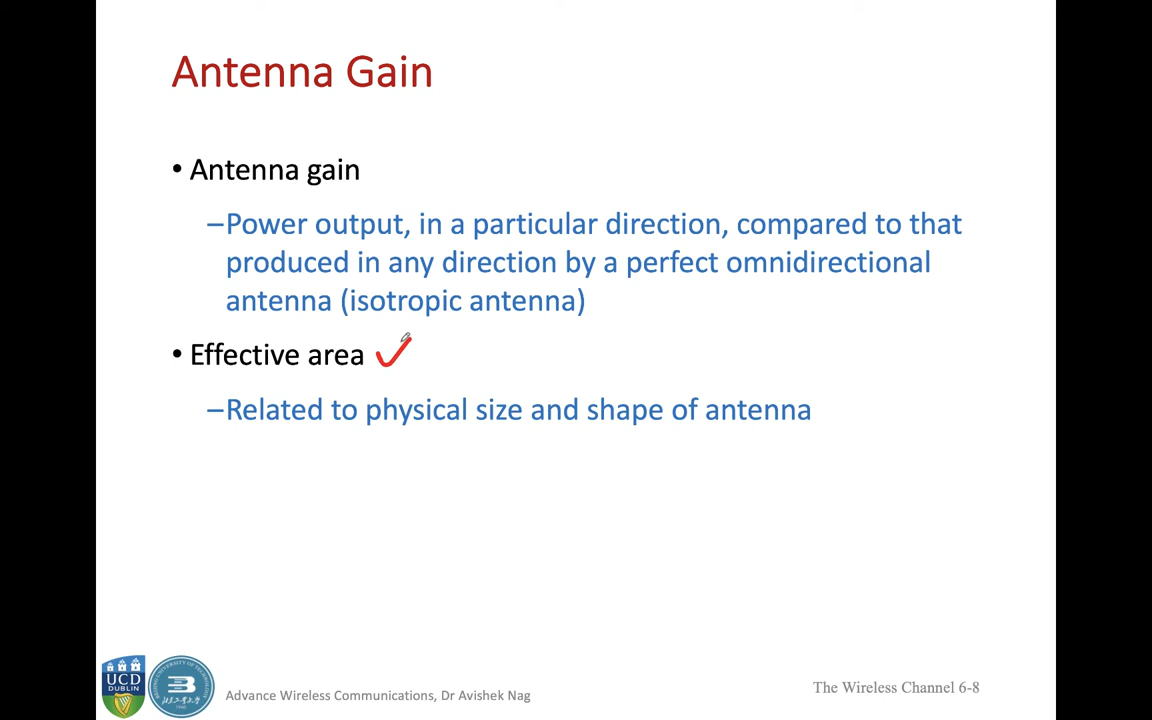 Antenna Gain
• Antenna gain
–Power output, in a particular direction, compared to that
produced in any direction by a perfect omnidirectional
antenna (isotropic antenna)
• Effective area
–Related to physical size and shape of antenna
UCD
DUBLIN
Advance Wireless Communications, Dr Avishek Nag
The Wireless Channel 6-8